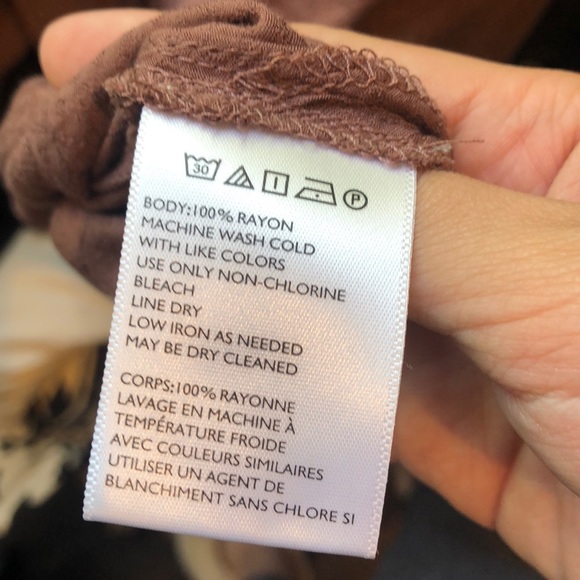 30 P
BODY:100% RAYON
MACHINE WASH COLD
WITH LIKE COLORS
USE ONLY NON-CHLORINE
BLEACH
LINE DRY
LOW IRON AS NEEDED
MAY BE DRY CLEANED
CORPS:100% RAYONNE
LAVAGE EN MACHINE À
TEMPÉRATURE FROIDE
AVEC COULEURS SIMILAIRES
UTILISER UN AGENT DE
BLANCHIMENT SANS CHLORE SI